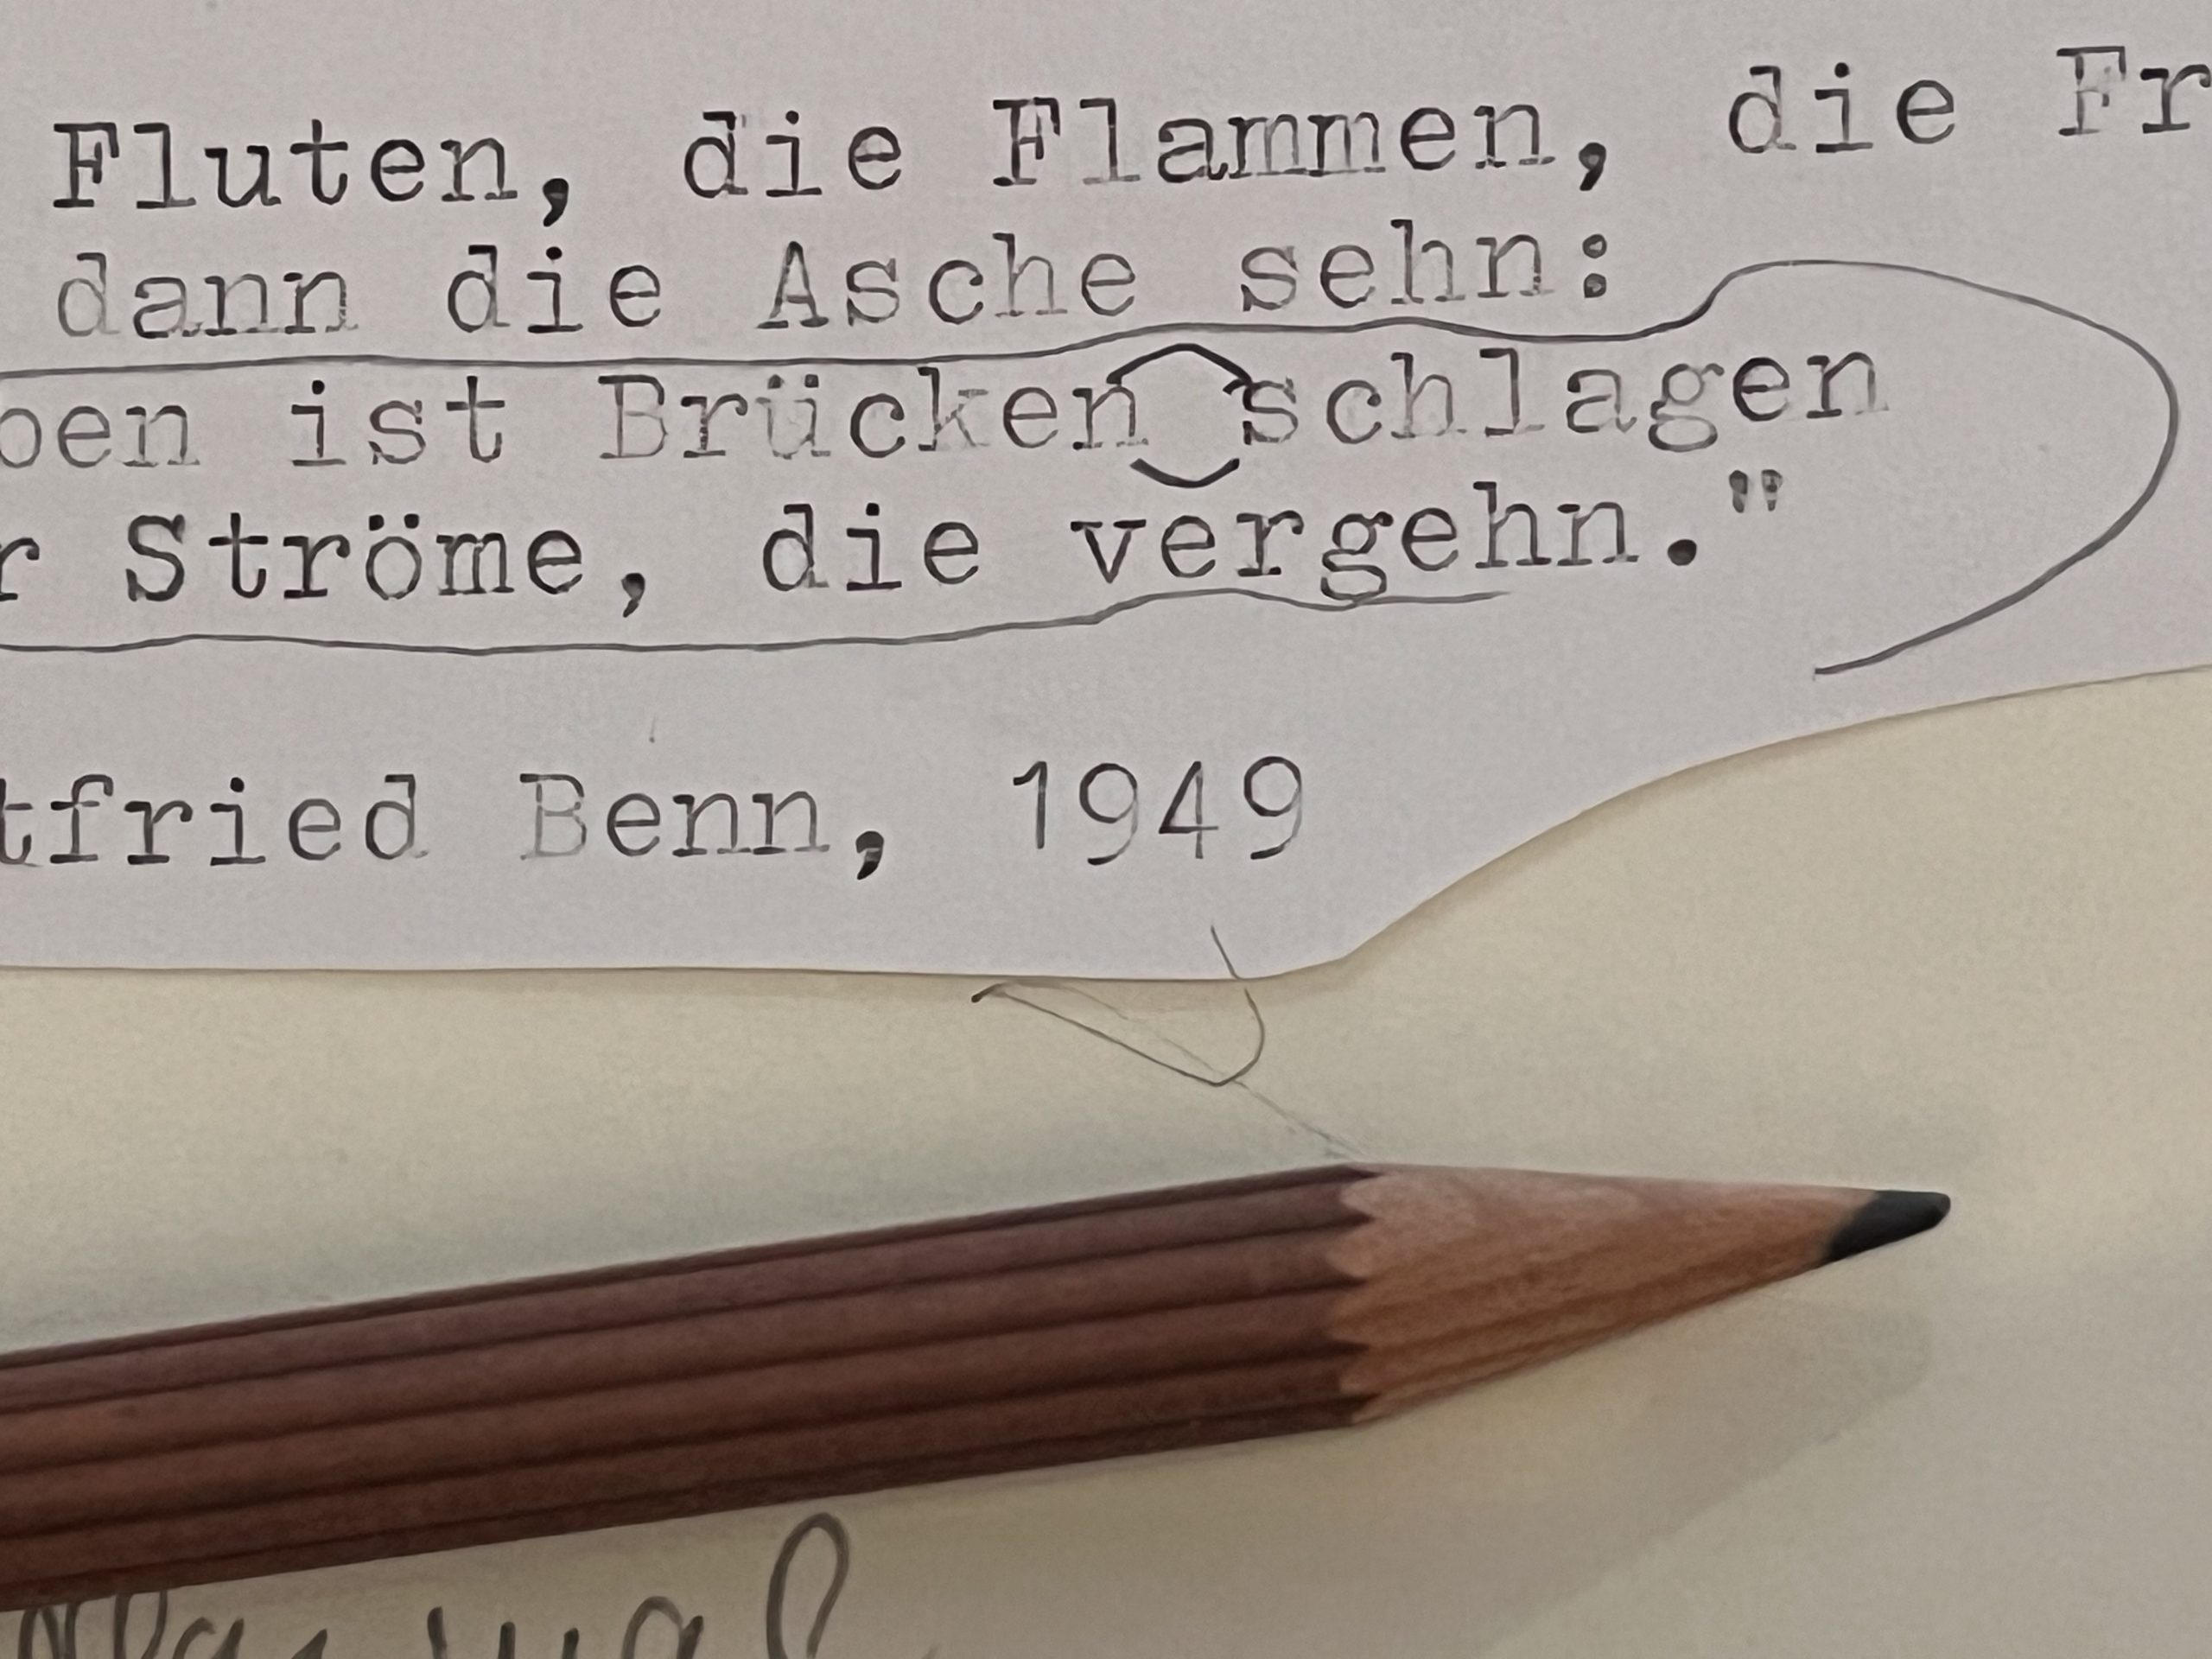 Fluten, die Flammen, die Fr
dann die Asche sehn:
ben ist Brücken schlagen
r Ströme, die vergehn."
tfried Benn, 1949